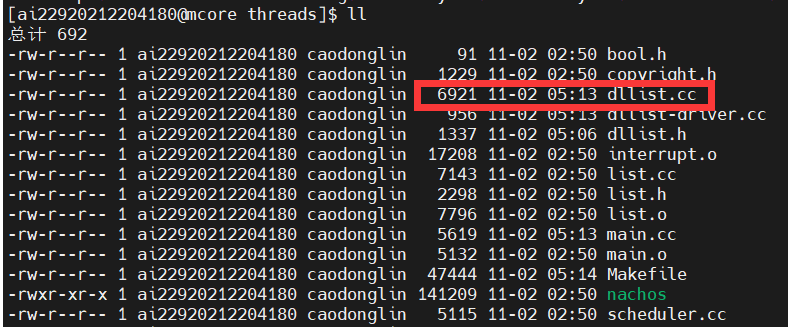 [ai22920212204180@mcore threads]$ ll
总计 692
-rw-r--r-- 1 ai22920212204180 caodonglin 91 11-02 02:50 bool.h
-rw-r--r-- 1 ai22920212204180 caodonglin 1229 11-02 02:50 copyright.h
-rw-r--r-- 1 ai22920212204180 caodonglin 6921 11-02 05:13 dllist.cc
-rw-r--r-- 1 ai22920212204180 caodonglin 956 11-02 05:13 dllist-driver.cc
-rw-r--r-- 1 ai22920212204180 caodonglin 1337 11-02 05:06 dllist.h
-rw-r--r-- 1 ai22920212204180 caodonglin 17208 11-02 02:50 interrupt.o
-rw-r--r-- 1 ai22920212204180 caodonglin 7143 11-02 02:50 list.cc
-rw-r--r-- 1 ai22920212204180 caodonglin 2298 11-02 02:50 list.h
-rw-r--r-- 1 ai22920212204180 caodonglin 7796 11-02 02:50 list.o
-rw-r--r-- 1 ai22920212204180 caodonglin 5619 11-02 05:13 main.cc
-rw-r--r-- 1 ai22920212204180 caodonglin 5132 11-02 02:50 main.o
-rw-r--r-- 1 ai22920212204180 caodonglin 47444 11-02 05:14 Makefile
-rwxr-xr-x 1 ai22920212204180 caodonglin 141209 11-02 02:50 nachos
-rw-r--r-- 1 ai22920212204180 caodonglin 5115 11-02 02:50 scheduler.cc